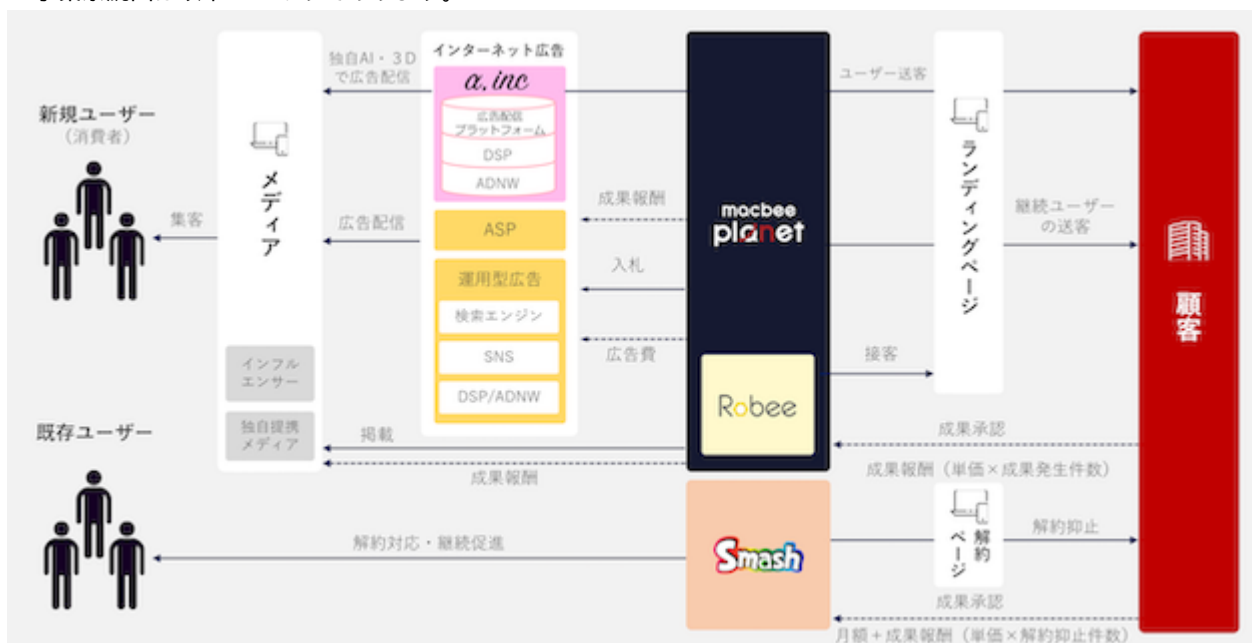 インターネット広告
独自AI・3D
で広告配信
α.inc
ユーザー送客
新規ユーザー
（消費者）
広告配信
プラットフォーム
DSP
ADNW
メディア
ランディングページ
成果報酬
macbee
planet
継続ユーザー
の送客
集客
広告配信
ASP
入札
運用型広告
検索エンジン
顧客
広告費
SNS
接客
インフル
エンサー
DSP/ADNW
Robee
独自提携
メディア
既存ユーザー
掲載
成果承認
成果報酬
成果報酬（単価×成果発生件数）
解約
ページ
解約抑止
解約対応・継続促進
Smash
成果承認
月額＋成果報酬（単価×解約抑止件数）